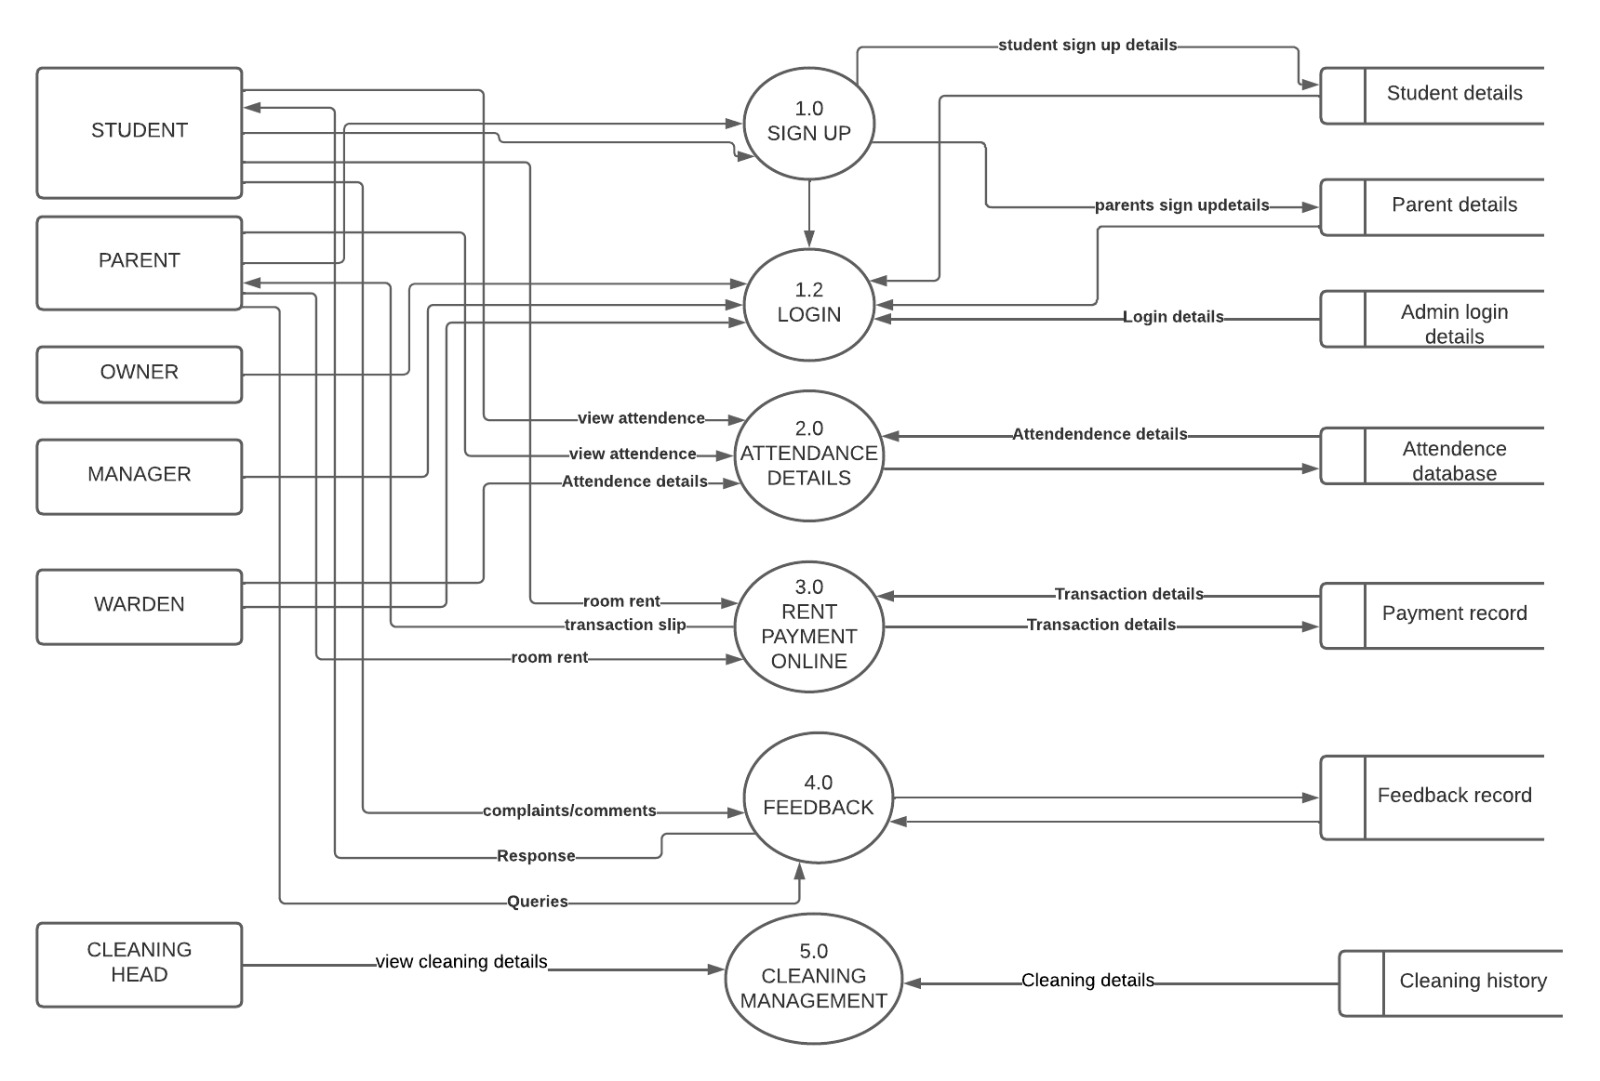 student sign up details
STUDENT
1.0
SIGN UP
Student details
parents sign updetails
Parent details
PARENT
1.2
LOGIN
Login details
Admin login
details
OWNER
view attendence
2.0
ATTENDANCE
DETAILS
Attendendence details
Attendence
database
view attendence
MANAGER
Attendence details
WARDEN
3.0
RENT
PAYMENT
ONLINE
Transaction details
Payment record
room rent
transaction slip
Transaction details
room rent
4.0
FEEDBACK
Feedback record
complaints/comments
Response
Queries
CLEANING
HEAD
view cleaning details
5.0
CLEANING
MANAGEMENT
Cleaning details
Cleaning history